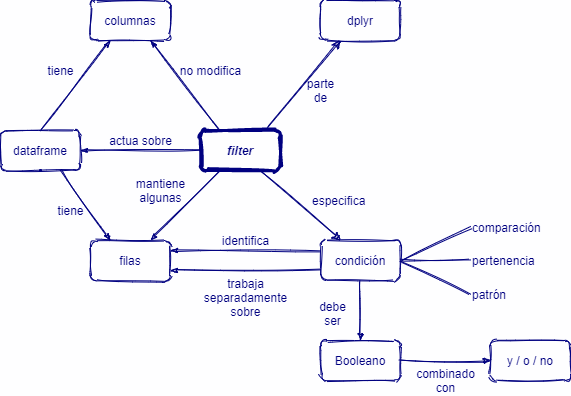 columnas
dplyr
tiene
no modifica
parte
de
dataframe
actua sobre
filter
mantiene
algunas
tiene
especifica
filas
identifica
condición
comparación
pertenencia
patrón
trabaja
separadamente
sobre
debe
ser
Booleano
combinado
con
y / o / no